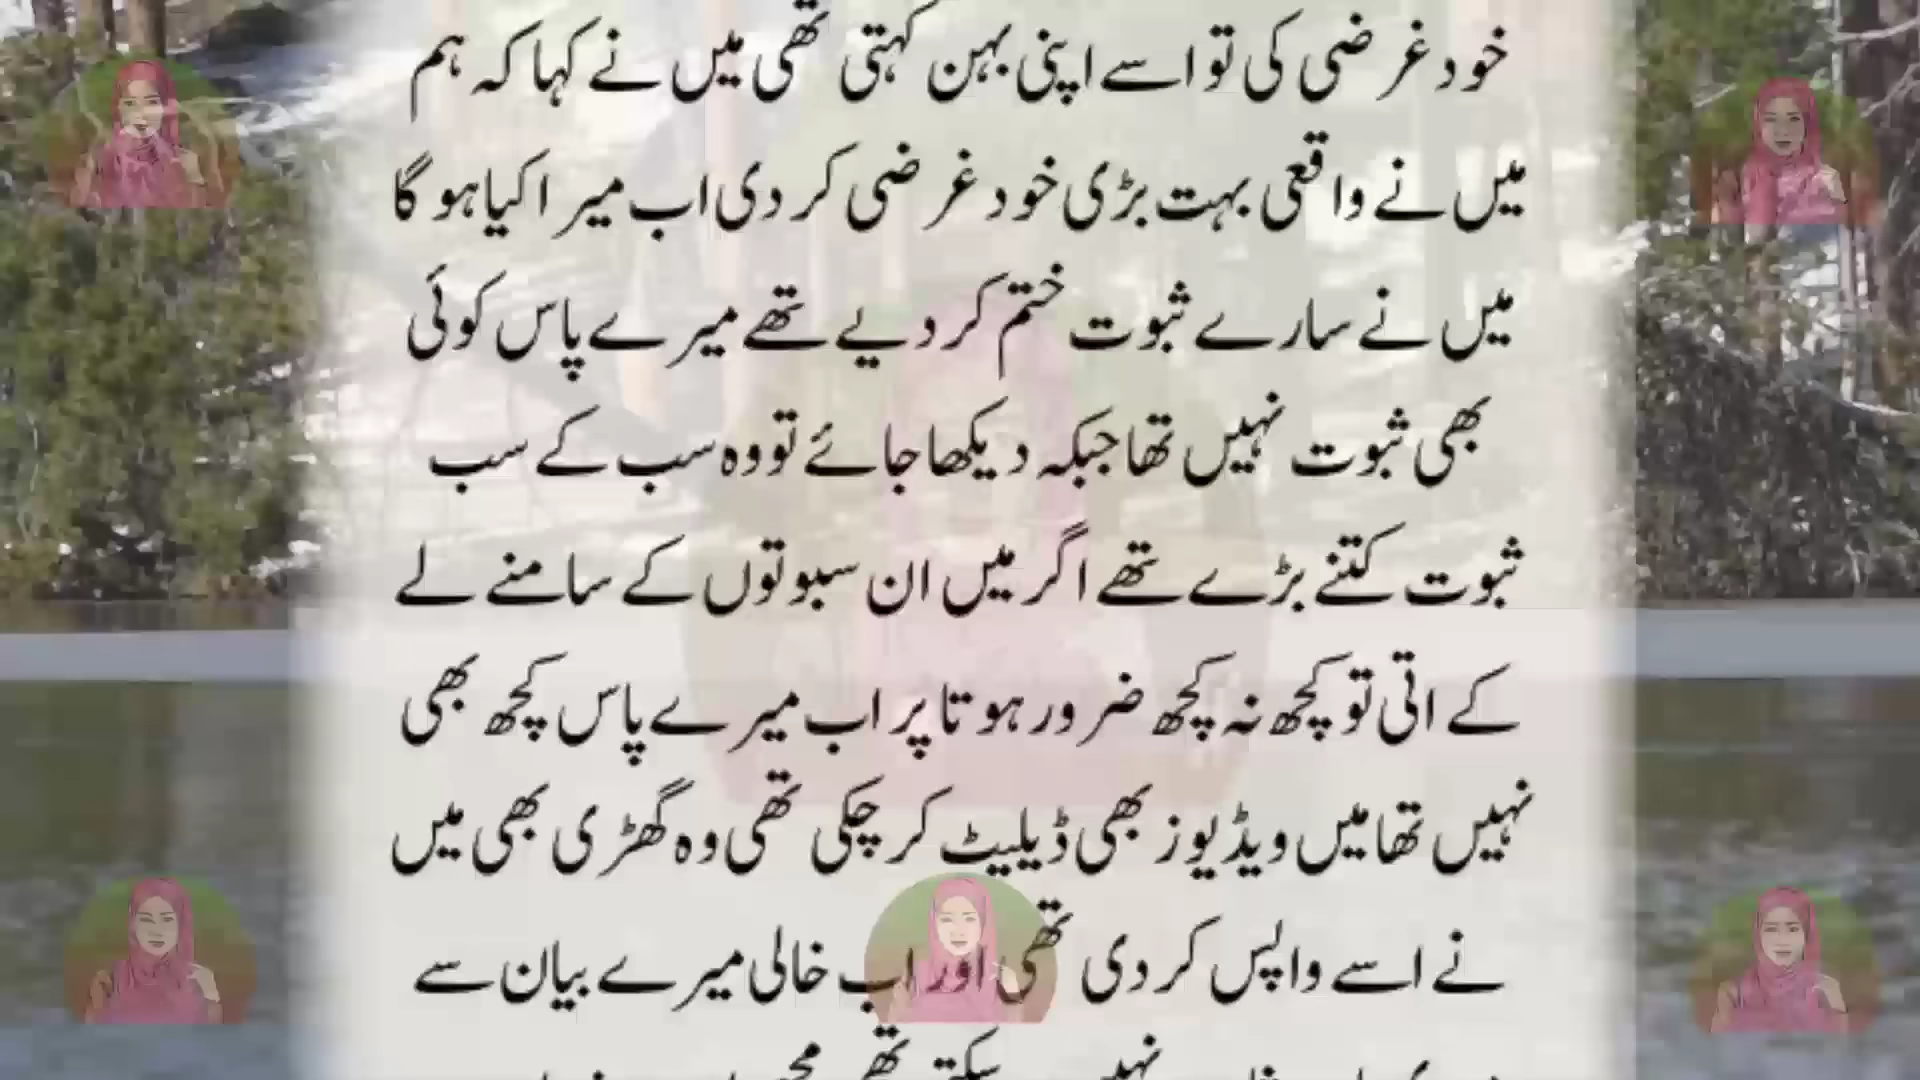 خود غرضی کی تو اسے اپنی بہن کہتی تھی میں نے کہا کہ ہم
میں نے واقعی بہت بڑی خود غرضی کر دی اب میرا کیا ہو گا
میں نے سارے ثبوت ختم کر دیے تھے میرے پاس کوئی
بھی ثبوت نہیں تھا جبکہ دیکھا جائے تو وہ سب کے سب
ثبوت کتنے بڑے تھے اگر میں ان سبوتوں کے سامنے لے
کے اتی تو کچھ نہ کچھ ضرور ہوتا پر اب میرے پاس کچھ بھی
نہیں تھا میں ویڈیوز بھی ڈیلیٹ کر چکی تھی وہ گھڑی بھی میں
نے اسے واپس کر دی تھی اور اب خالی میرے بیان سے